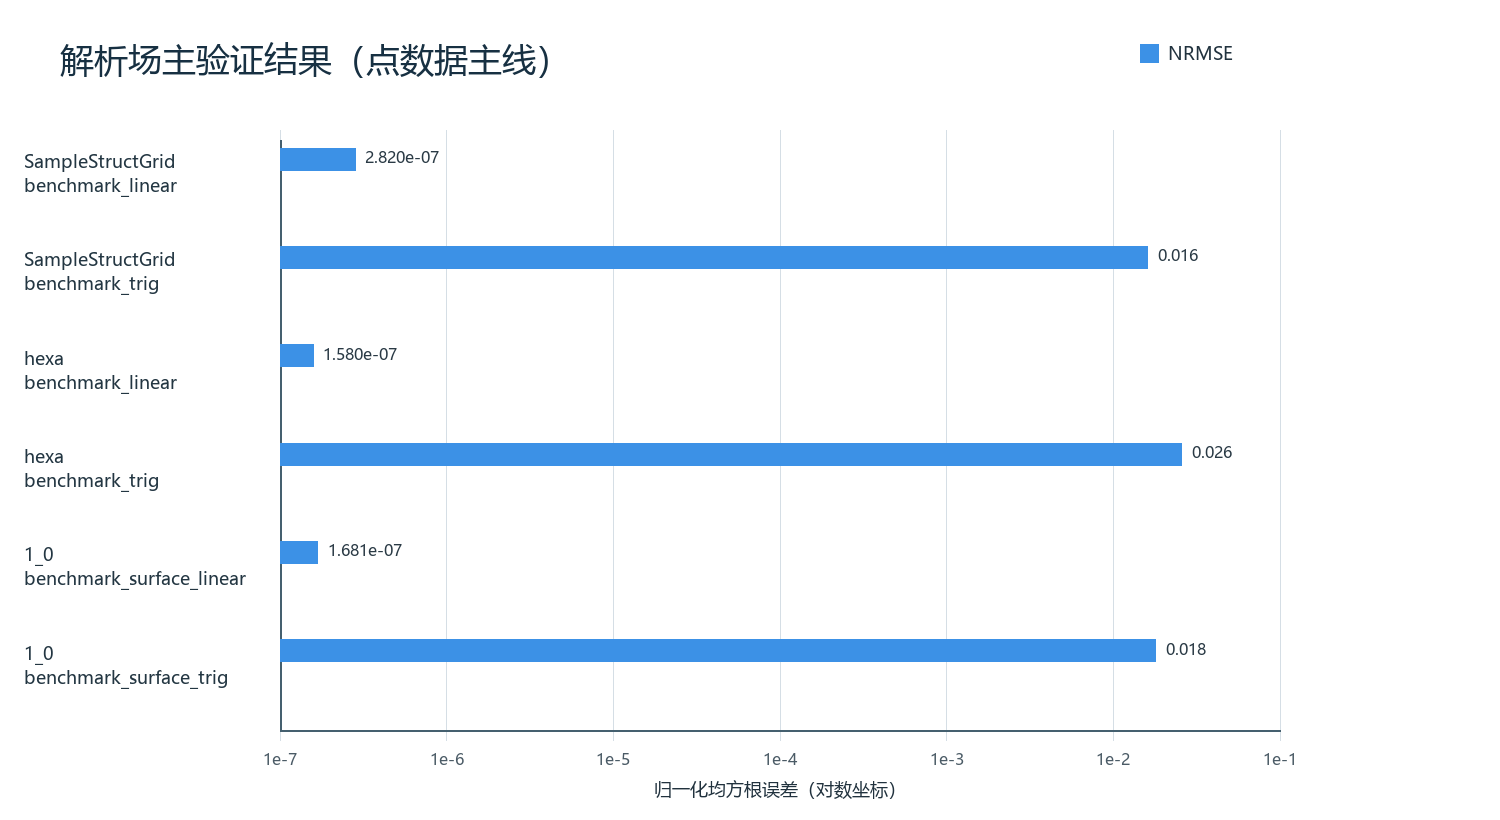 解析场主验证结果（点数据主线）
NRMSE
SampleStructGrid
benchmark_linear
2.820e-07
SampleStructGrid
benchmark_trig
0.016
hexa
benchmark_linear
1.580e-07
hexa
benchmark_trig
0.026
1_0
benchmark_surface_linear
1.681e-07
1_0
benchmark_surface_trig
0.018
1e-7
1e-6
1e-5
1e-4
1e-3
1e-2
1e-1
归一化均方根误差（对数坐标）